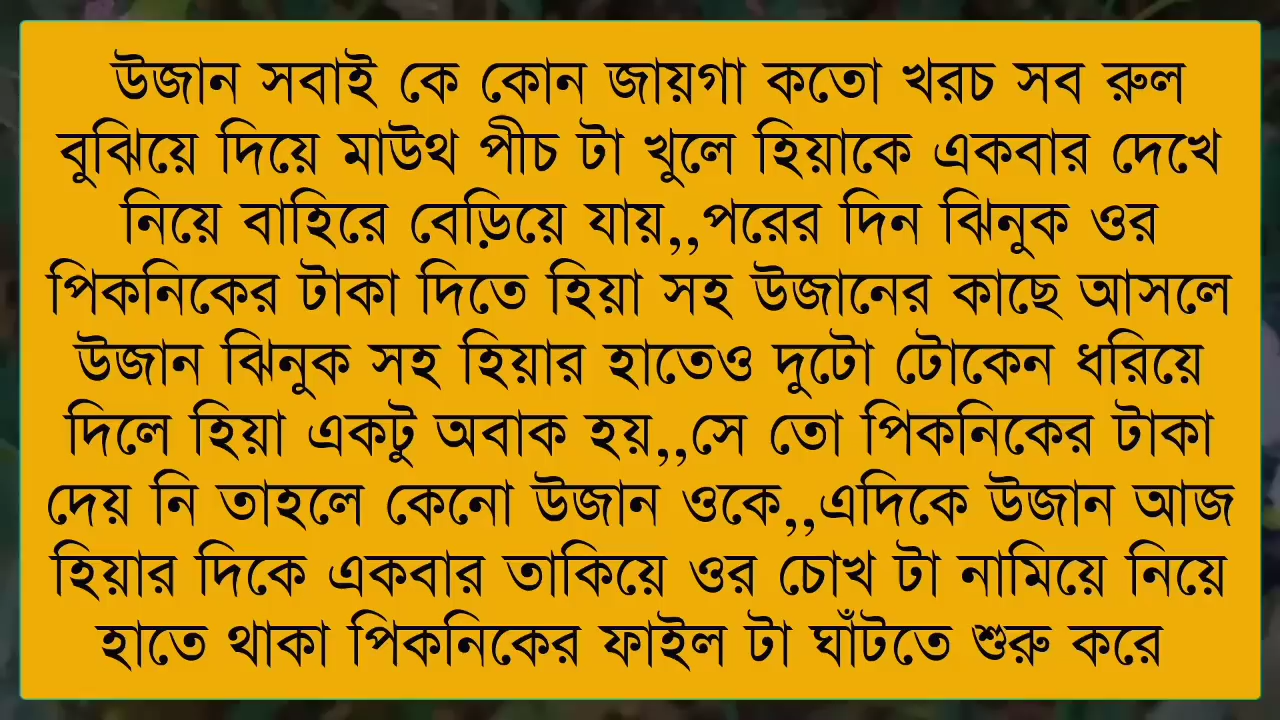 উজান সবাই কে কোন জায়গা কতো খরচ সব রুল
বুঝিয়ে দিয়ে মাউথ পীচ টা খুলে হিয়াকে একবার দেখে
নিয়ে বাহিরে বেড়িয়ে যায়,,পরের দিন ঝিনুক ওর
পিকনিকের টাকা দিতে হিয়া সহ উজানের কাছে আসলে
উজান ঝিনুক সহ হিয়ার হাতেও দুটো টোকেন ধরিয়ে
দিলে হিয়া একটু অবাক হয়,,সে তো পিকনিকের টাকা
দেয় নি তাহলে কেনো উজান ওকে,,এদিকে উজান আজ
হিয়ার দিকে একবার তাকিয়ে ওর চোখ টা নামিয়ে নিয়ে
হাতে থাকা পিকনিকের ফাইল টা ঘাঁটতে শুরু করে